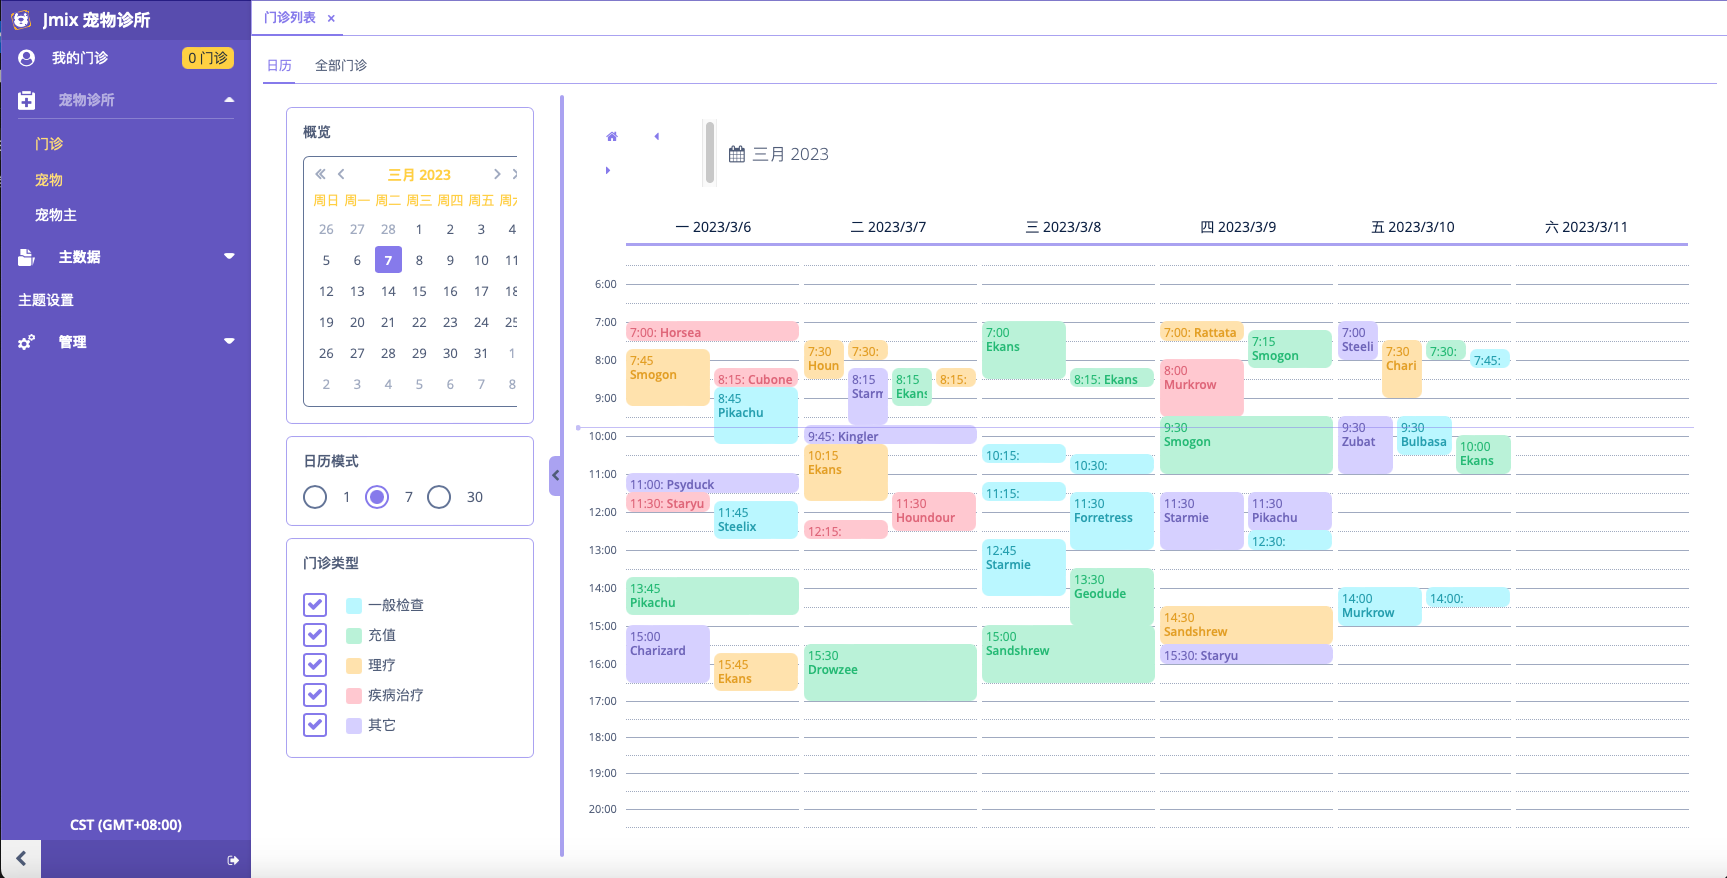 Jmix 宠物诊所
我的门诊
0 门诊
宠物诊所
门诊
宠物
宠物主
主数据
主题设置
管理
CST (GMT+08:00)
门诊列表 ×
日历 全部门诊
概览
三月 2023
周日 周一 周二 周三 周四 周五
26 27 28 1 2 3 4
5 6 7 8 9 10 11
12 13 14 15 16 17 18
19 20 21 22 23 24 25
26 27 28 29 30 31 1
2 3 4 5 6 7 8
日历模式
1 7 30
门诊类型
一般检查
充值
理疗
疾病治疗
其它
三月 2023
一 2023/3/6
二 2023/3/7
三 2023/3/8
四 2023/3/9
五 2023/3/10
六 2023/3/11
6:00
7:00
8:00
9:00
10:00
11:00
12:00
13:00
14:00
15:00
16:00
17:00
18:00
19:00
20:00
7:00: Horsea
7:45
Smogon
8:15: Cubone
8:45
Pikachu
11:00: Psyduck
11:30: Staryu
11:45
Steelix
13:45
Pikachu
15:00
Charizard
15:45
Ekans
7:30
Houn
7:30:
8:15
Starm
8:15
Ekans
8:15:
9:45: Kingler
10:15
Ekans
11:30
Houndour
12:15:
15:30
Drowzee
7:00
Ekans
8:15: Ekans
10:15:
10:30:
11:15:
11:30
Forretress
12:45
Starmie
13:30
Geodude
15:00
Sandshrew
7:00: Rattata
7:15
Smogon
8:00
Murkrow
9:30
Smogon
11:30
Starmie
11:30
Pikachu
12:30:
14:30
Sandshrew
15:30: Staryu
7:00
Steeli
7:30
Chari
7:30:
7:45:
9:30
Zubat
9:30
Bulbasa
10:00
Ekans
14:00
Murkrow
14:00: